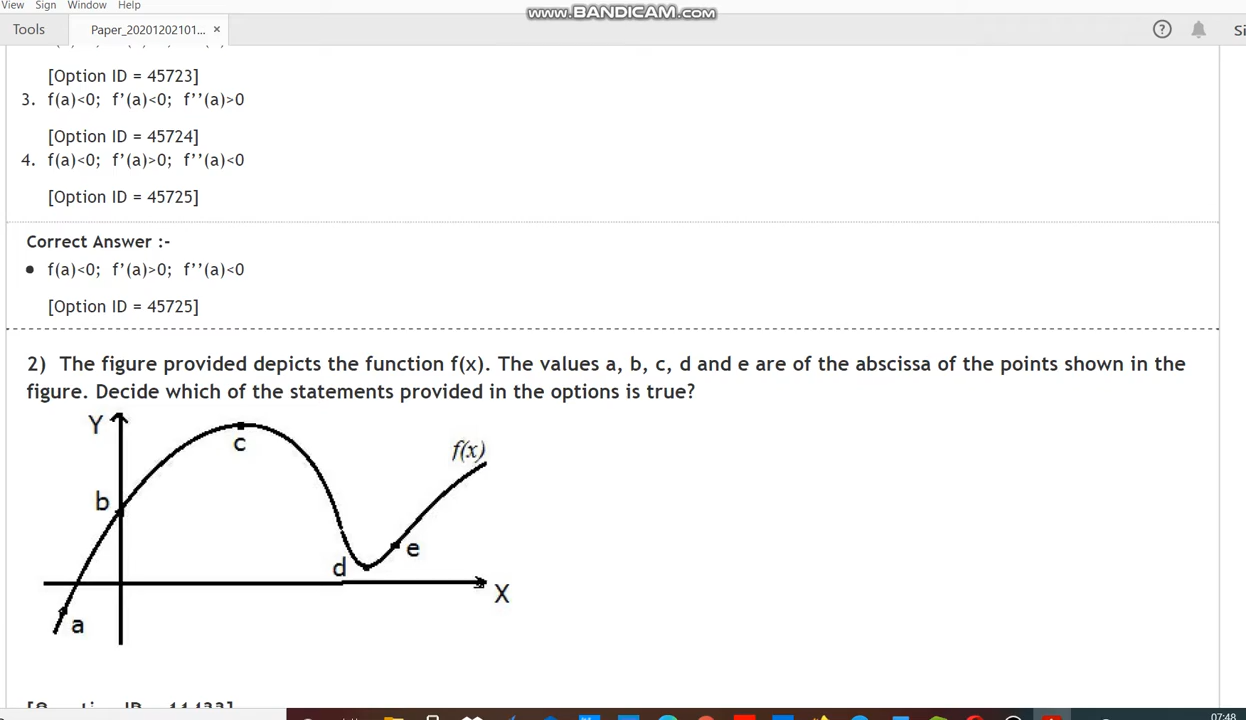 View Sign Window Help
www.BANDICAM.com
Tools Paper_20201202101... × ?
[Option ID = 45723]
3. f(a)<0; f'(a)<0; f''(a)>0
[Option ID = 45724]
4. f(a)<0; f'(a)>0; f''(a)<0
[Option ID = 45725]
Correct Answer :-
• f(a)<0; f'(a)>0; f''(a)<0
[Option ID = 45725]
2) The figure provided depicts the function f(x). The values a, b, c, d and e are of the abscissa of the points shown in the
figure. Decide which of the statements provided in the options is true?
Y
c
f(x)
b
e
d
X
a
07:48